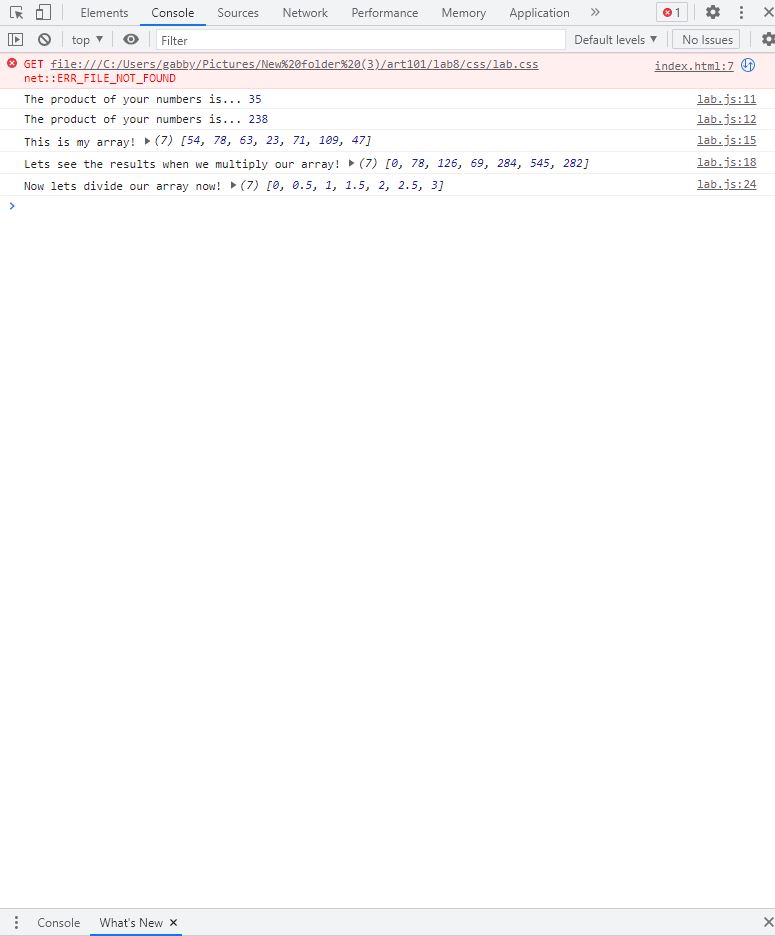 Elements Console Sources Network Performance Memory Application » 1
top ▼ Filter Default levels ▼ No Issues
GET file:///C:/Users/gabby/Pictures/New%20folder%20(3)/art101/lab8/css/lab.css index.html:7
net::ERR_FILE_NOT_FOUND
The product of your numbers is... 35 lab.js:11
The product of your numbers is... 238 lab.js:12
This is my array! ▶(7) [54, 78, 63, 23, 71, 109, 47] lab.js:15
Lets see the results when we multiply our array! ▶(7) [0, 78, 126, 69, 284, 545, 282] lab.js:18
Now lets divide our array now! ▶(7) [0, 0.5, 1, 1.5, 2, 2.5, 3] lab.js:24
>
Console What's New ×